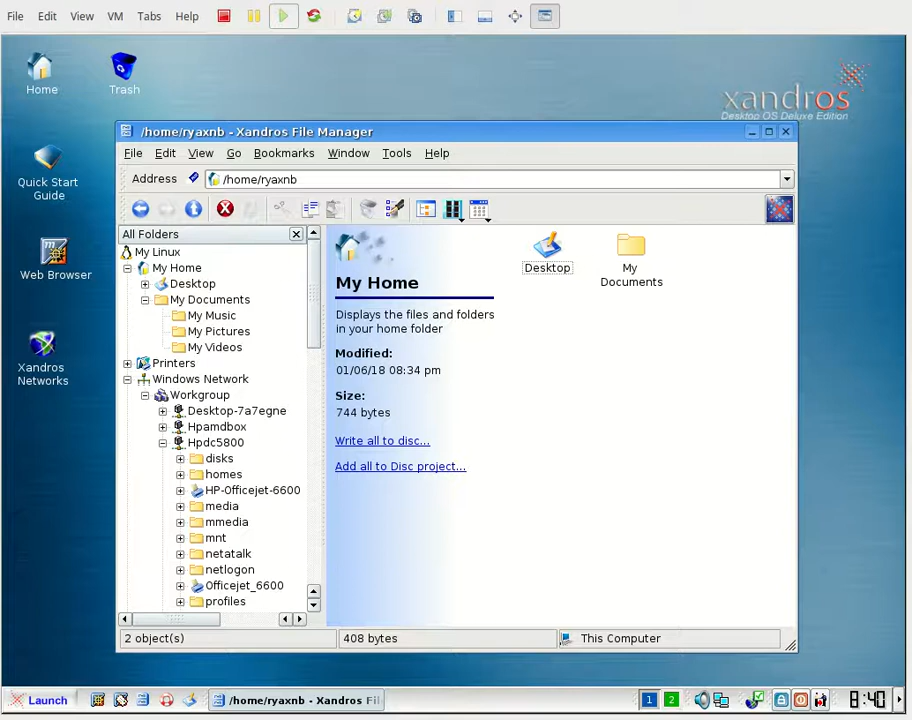 File Edit View VM Tabs Help
Home
Trash
xandros
Desktop OS Deluxe Edition
Quick Start
Guide
Web Browser
Xandros
Networks
/home/ryaxnb - Xandros File Manager
File Edit View Go Bookmarks Window Tools Help
Address /home/ryaxnb
All Folders
My Linux
My Home
Desktop
My Documents
My Music
My Pictures
My Videos
Printers
Windows Network
Workgroup
Desktop-7a7egne
Hpamdbox
Hpdc5800
disks
homes
HP-Officejet-6600
media
mmedia
mnt
netatalk
netlogon
Officejet_6600
profiles
My Home
Displays the files and folders
in your home folder
Modified:
01/06/18 08:34 pm
Size:
744 bytes
Write all to disc...
Add all to Disc project...
Desktop
My
Documents
2 object(s)
408 bytes
This Computer
Launch
/home/ryaxnb - Xandros Fil
1 2
8:40